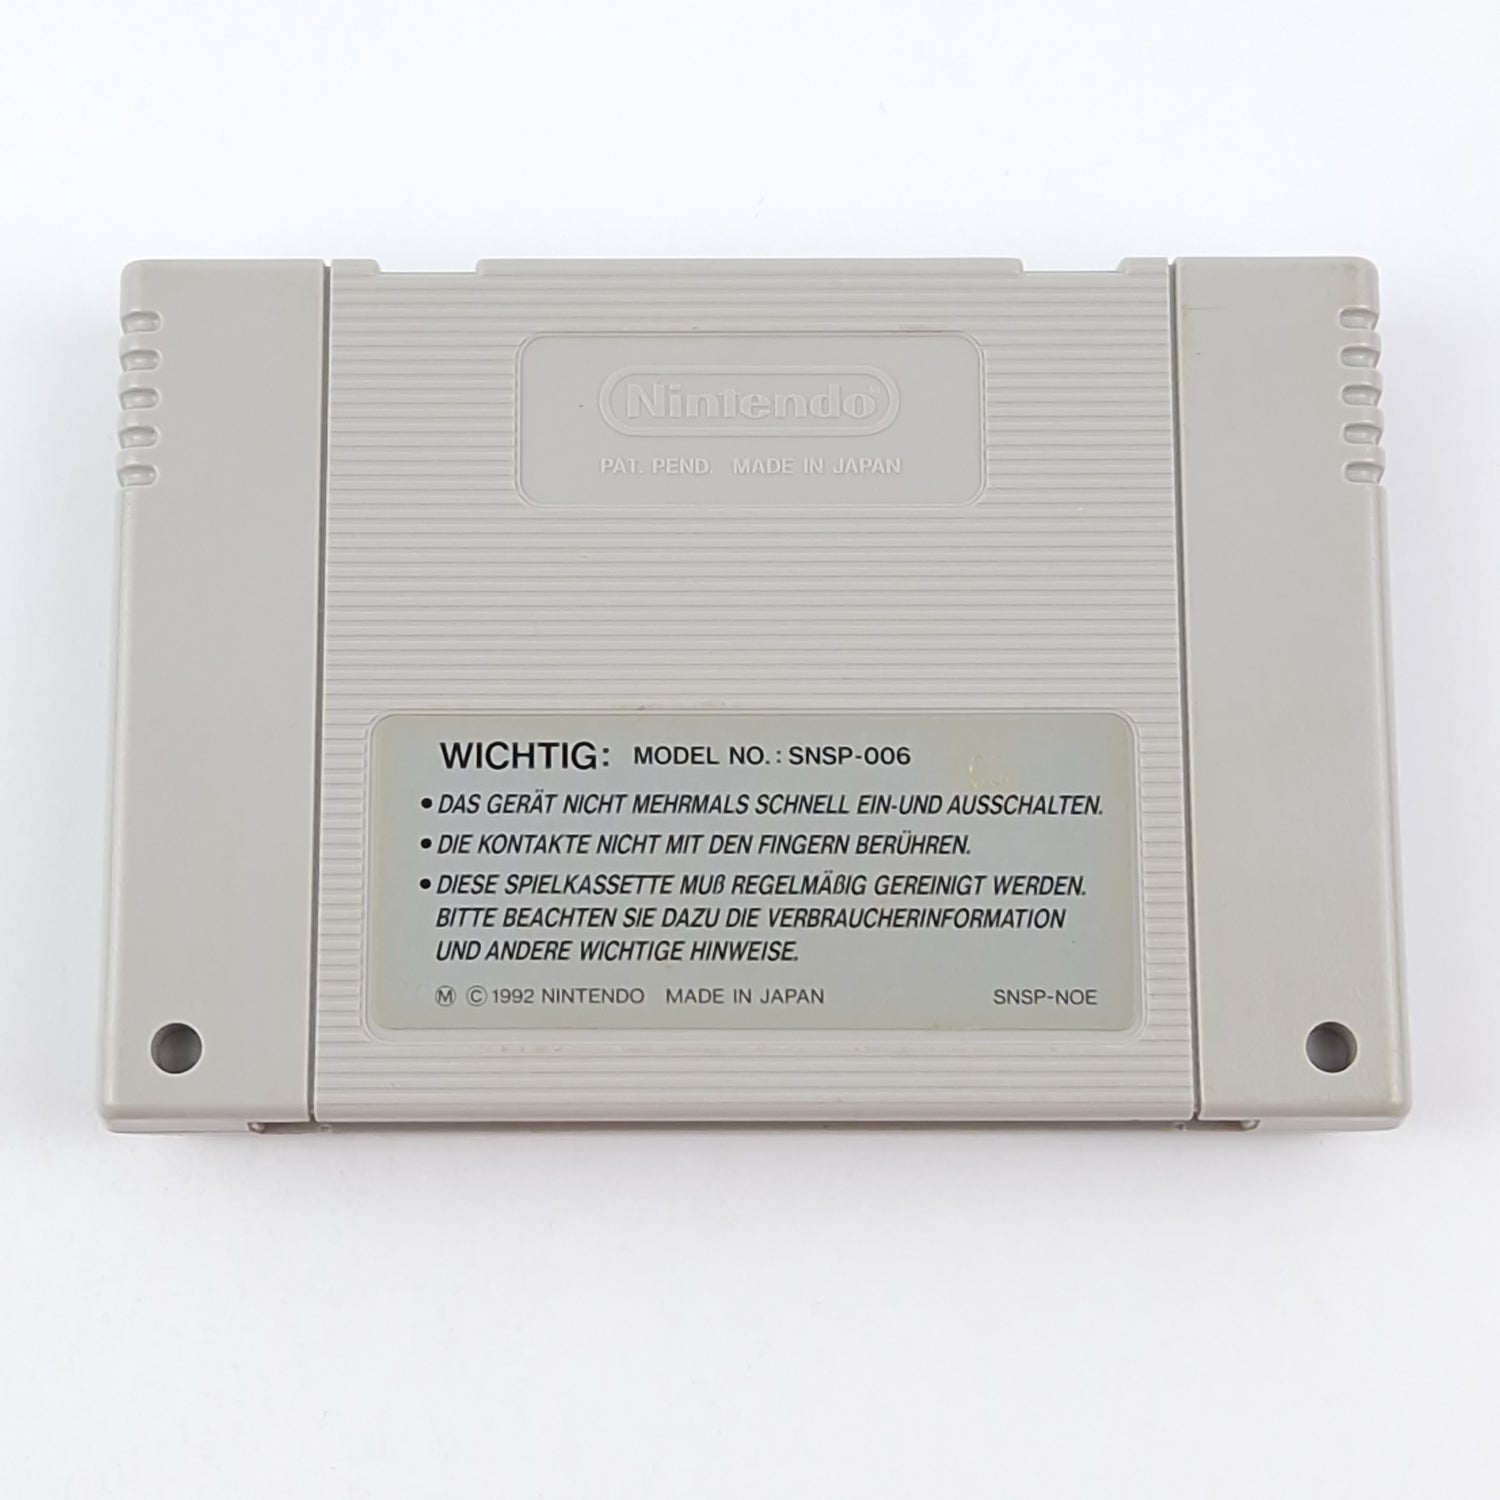 Nintendo®
PAT. PEND. MADE IN JAPAN
WICHTIG: MODEL NO.: SNSP-006
• DAS GERÄT NICHT MEHRMALS SCHNELL EIN-UND AUSSCHALTEN.
• DIE KONTAKTE NICHT MIT DEN FINGERN BERÜHREN.
• DIESE SPIELKASSETTE MUß REGELMÄßIG GEREINIGT WERDEN.
BITTE BEACHTEN SIE DAZU DIE VERBRAUCHERINFORMATION
UND ANDERE WICHTIGE HINWEISE.
Ⓜ ©1992 NINTENDO MADE IN JAPAN SNSP-NOE